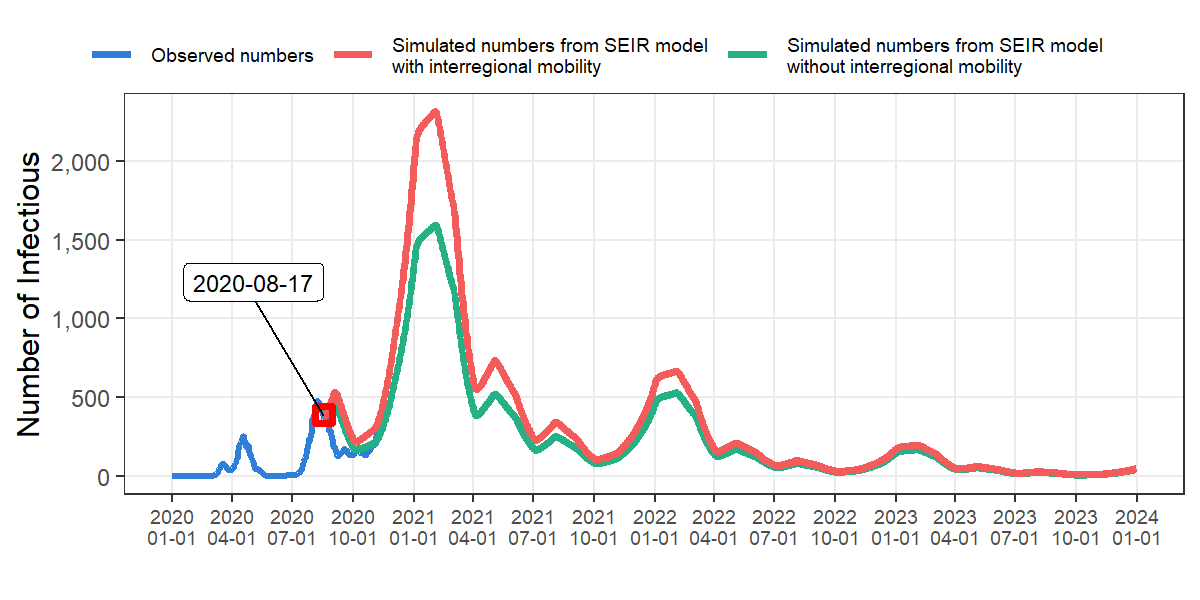 Observed numbers
Simulated numbers from SEIR model
with interregional mobility
Simulated numbers from SEIR model
without interregional mobility
Number of Infectious
2,000
1,500
1,000
500
0
2020-08-17
2020 2020 2020 2020 2021 2021 2021 2021 2022 2022 2022 2022 2023 2023 2023 2023 2024
01-01 04-01 07-01 10-01 01-01 04-01 07-01 10-01 01-01 04-01 07-01 10-01 01-01 04-01 07-01 10-01 01-01